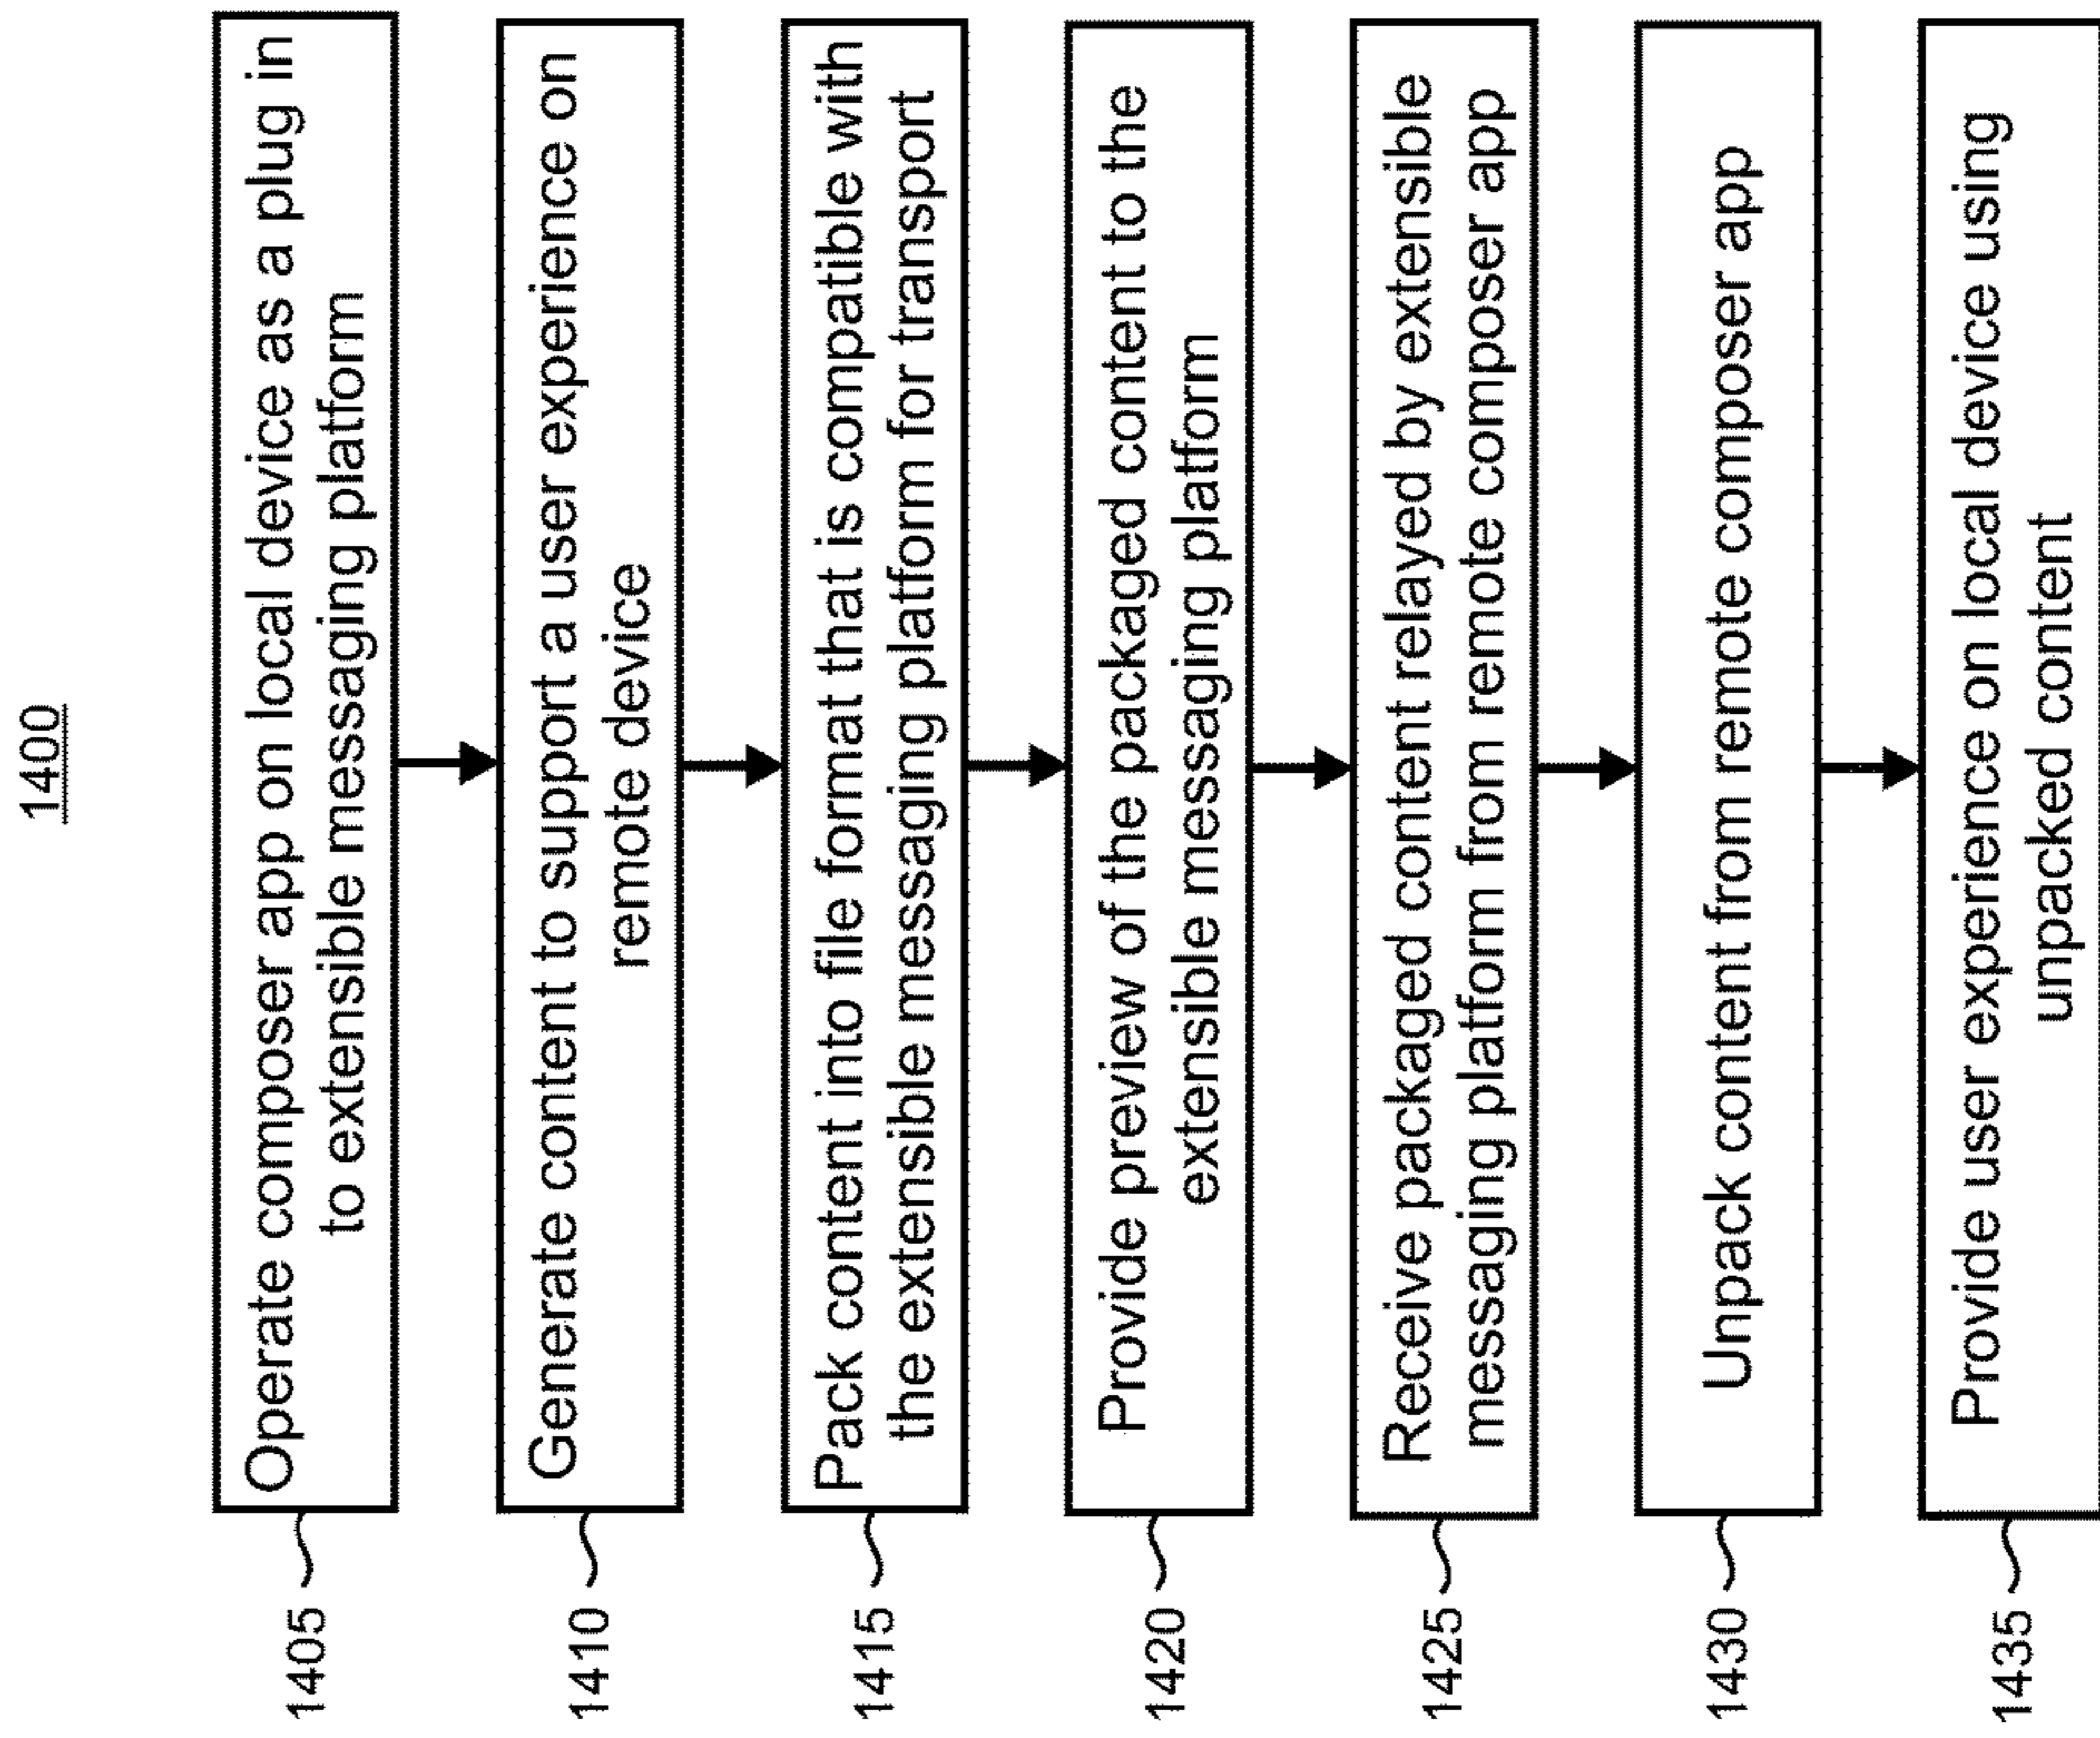 1400
1405
Operate composer app on local device as a plug in
to extensible messaging platform
1410
Generate content to support a user experience on
remote device
1415
Pack content into file format that is compatible with
the extensible messaging platform for transport
1420
Provide preview of the packaged content to the
extensible messaging platform
1425
Receive packaged content relayed by extensible
messaging platform from remote composer app
1430
Unpack content from remote composer app
1435
Provide user experience on local device using
unpacked content